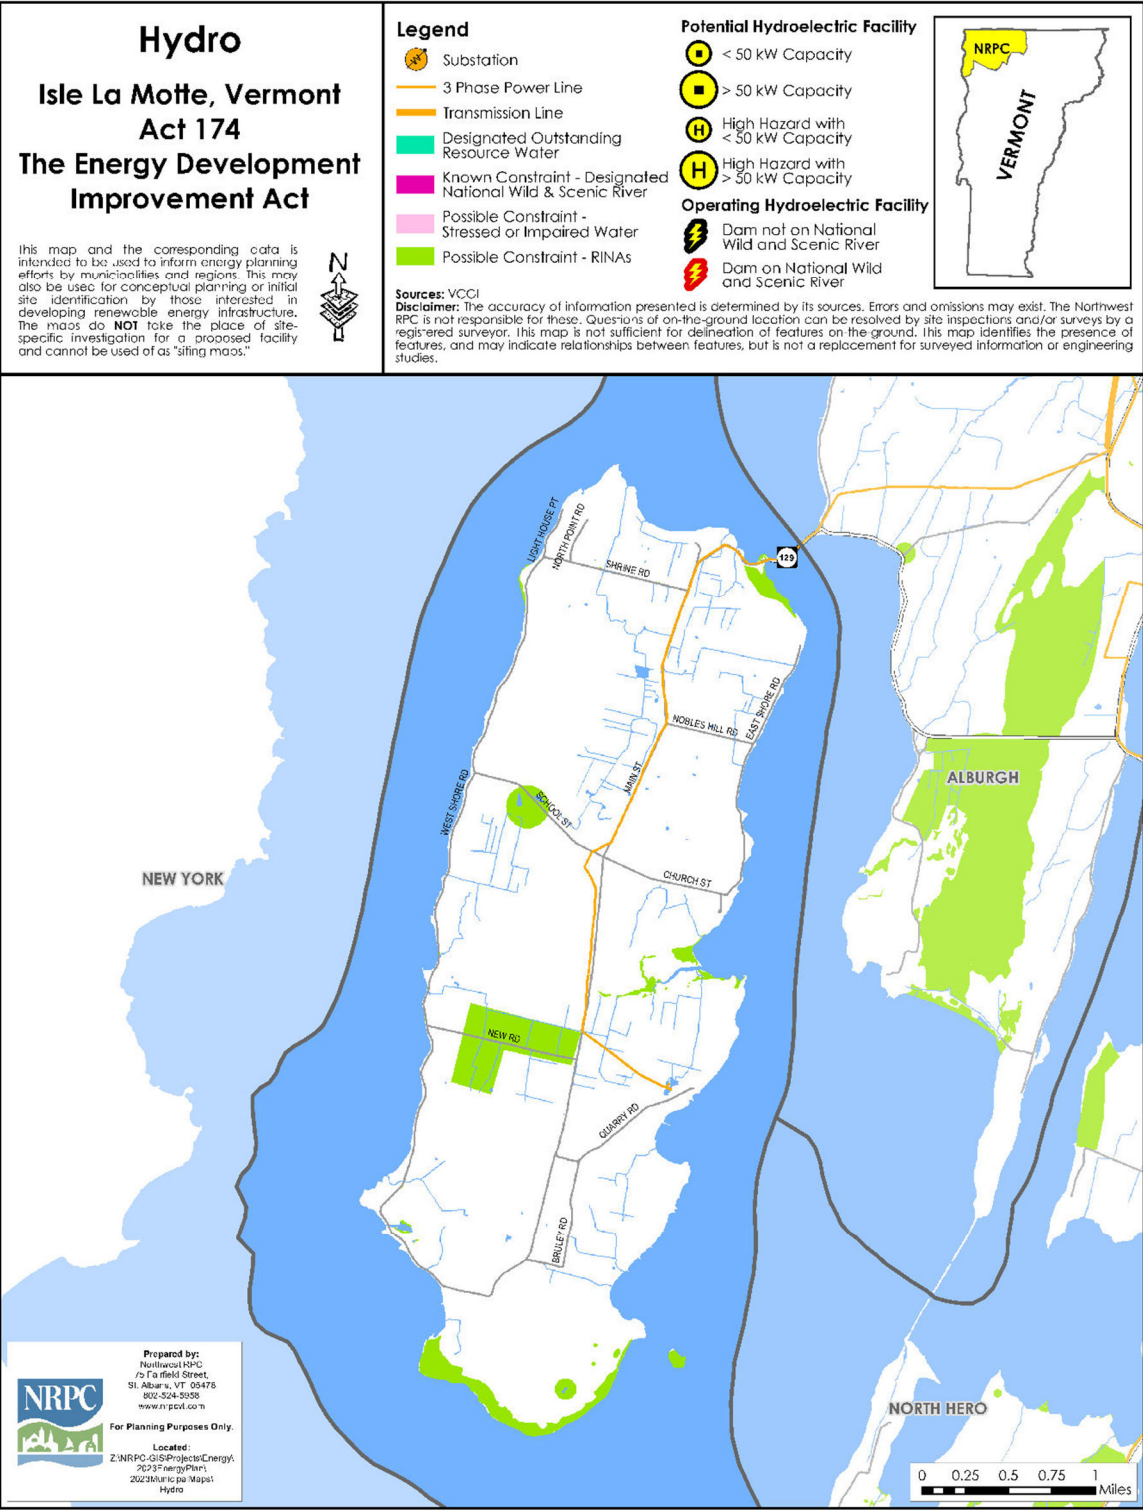 Hydro
Isle La Motte, Vermont
Act 174
The Energy Development
Improvement Act
This map and the corresponding data is
intended to be used to inform energy planning
efforts by municipalities and regions. This may
also be used for conceptual planning or initial
site identification by those interested in
developing renewable energy infrastructure.
The maps do NOT take the place of site-
specific investigation for a proposed facility
and cannot be used of as "siting maps."
N
Legend
Substation
3 Phase Power Line
Transmission Line
Designated Outstanding
Resource Water
Known Constraint - Designated
National Wild & Scenic River
Possible Constraint -
Stressed or Impaired Water
Possible Constraint - RINAs
Potential Hydroelectric Facility
< 50 kW Capacity
> 50 kW Capacity
H
High Hazard with
< 50 kW Capacity
H
High Hazard with
> 50 kW Capacity
Operating Hydroelectric Facility
Dam not on National
Wild and Scenic River
Dam on National Wild
and Scenic River
NRPC
VERMONT
Sources: VCGI
Disclaimer: The accuracy of information presented is determined by its sources. Errors and omissions may exist. The Northwest
RPC is not responsible for these. Questions of on-the-ground location can be resolved by site inspections and/or surveys by a
registered surveyor. This map is not sufficient for delineation of features on-the-ground. This map identifies the presence of
features, and may indicate relationships between features, but is not a replacement for surveyed information or engineering
studies.
LIGHT HOUSE PT
NORTH POINT RD
SHRINE RD
129
EAST SHORE RD
NOBLES HILL RD
MAIN ST
WEST SHORE RD
SCHOOL ST
ALBURGH
NEW YORK
CHURCH ST
NEW RD
QUARRY RD
BRULEY RD
NORTH HERO
Prepared by:
Northwest RPC
75 Fairfield Street,
St. Albans, VT 05478
802-524-5958
www.nrpcvt.com
NRPC
For Planning Purposes Only.
Located:
Z:\NRPC-GIS\Projects\Energy\
2023EnergyPlan\
2023MunicipalMaps\
Hydro
0 0.25 0.5 0.75 1
Miles